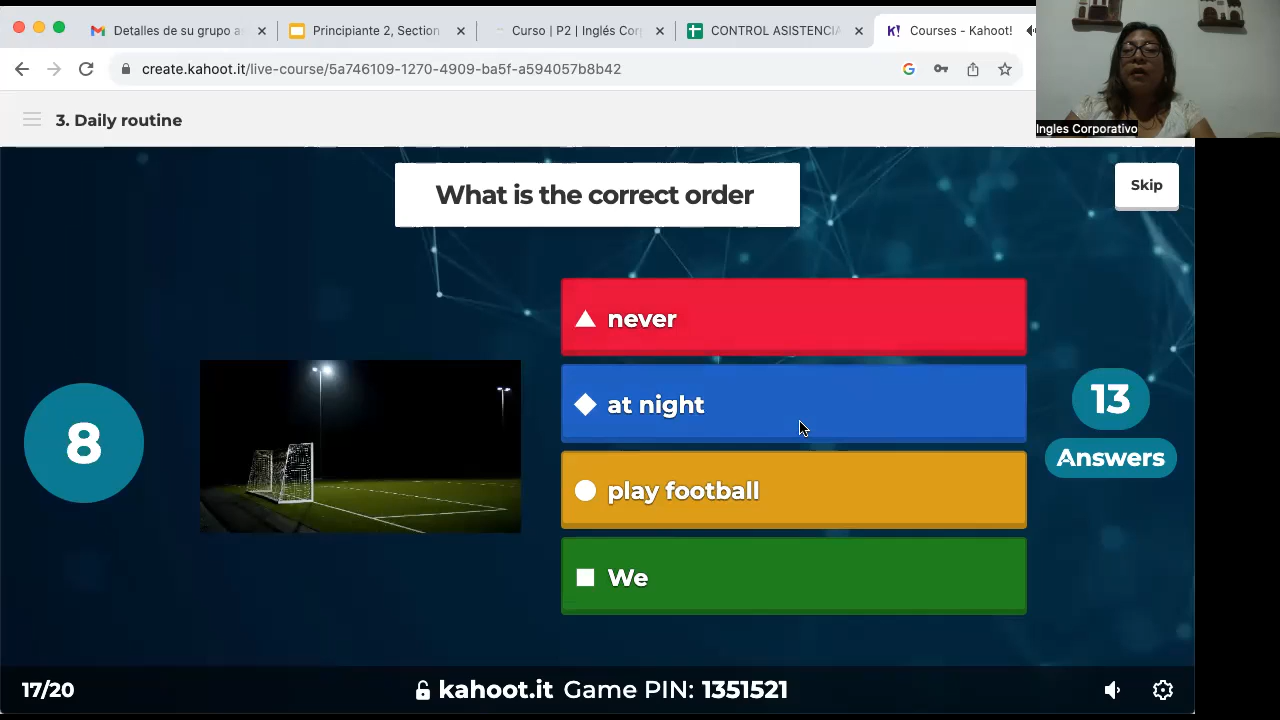 Detalles de su grupo a
Principiante 2, Section
Curso | P2 | Inglés Cor
CONTROL ASISTENCIA
K! Courses - Kahoot!
create.kahoot.it/live-course/5a746109-1270-4909-ba5f-a594057b8b42
Ingles Corporativo
3. Daily routine
What is the correct order
Skip
never
at night
play football
We
8
13
Answers
17/20
kahoot.it Game PIN: 1351521